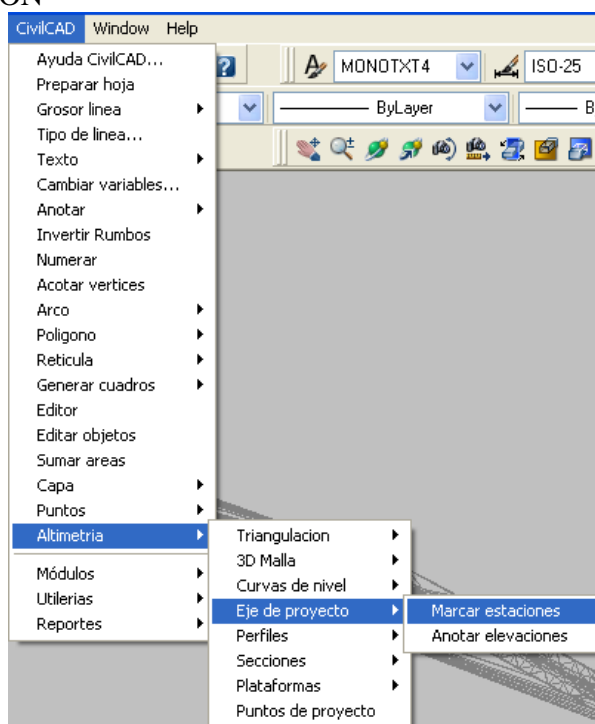 ON
CivilCAD Window Help
MONOTXT4 ISO-25
ByLayer B
Ayuda CivilCAD...
Preparar hoja
Grosor linea
Tipo de linea...
Texto
Cambiar variables...
Anotar
Invertir Rumbos
Numerar
Acotar vertices
Arco
Poligono
Reticula
Generar cuadros
Editor
Editar objetos
Sumar areas
Capa
Puntos
Altimetria
Módulos
Utilerias
Reportes
Triangulacion
3D Malla
Curvas de nivel
Eje de proyecto
Perfiles
Secciones
Plataformas
Puntos de proyecto
Marcar estaciones
Anotar elevaciones